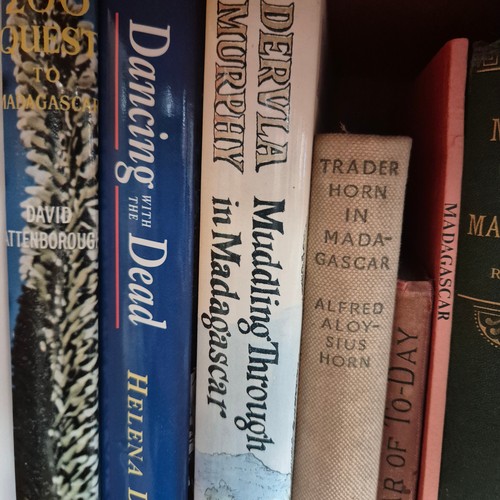 QUEST
TO
MADAGASCAR
DAVID
ATTENBOROUGH
Dancing WITH THE Dead
HELENA D
DERVLA
MURPHY
Muddling Through
in Madagascar
TRADER
HORN
IN
MADA-
GASCAR
ALFRED
ALOY-
SIUS
HORN
R OF TO-DAY
MADAGASCAR
MA